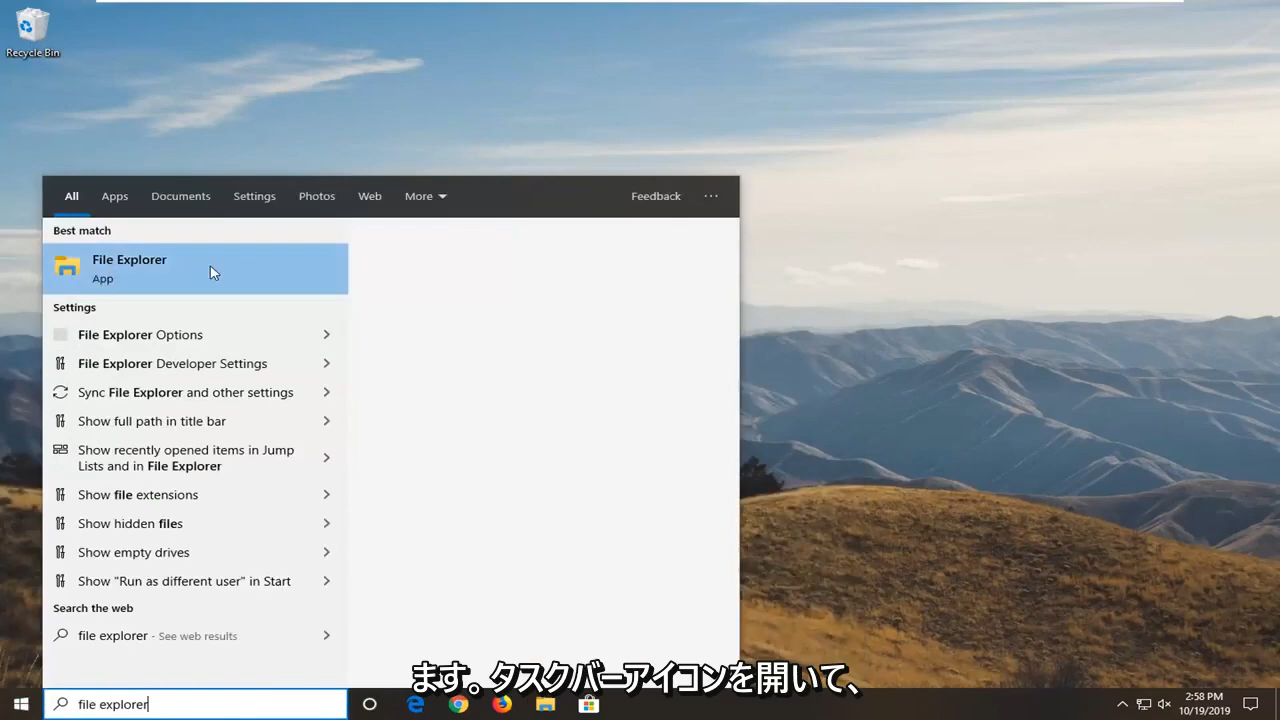 Recycle Bin
All Apps Documents Settings Photos Web More Feedback ...
Best match
File Explorer
App
Settings
File Explorer Options
File Explorer Developer Settings
Sync File Explorer and other settings
Show full path in title bar
Show recently opened items in Jump
Lists and in File Explorer
Show file extensions
Show hidden files
Show empty drives
Show "Run as different user" in Start
Search the web
file explorer - See web results
ます。タスクバーアイコンを開いて、
file explorer
2:58 PM
10/19/2019